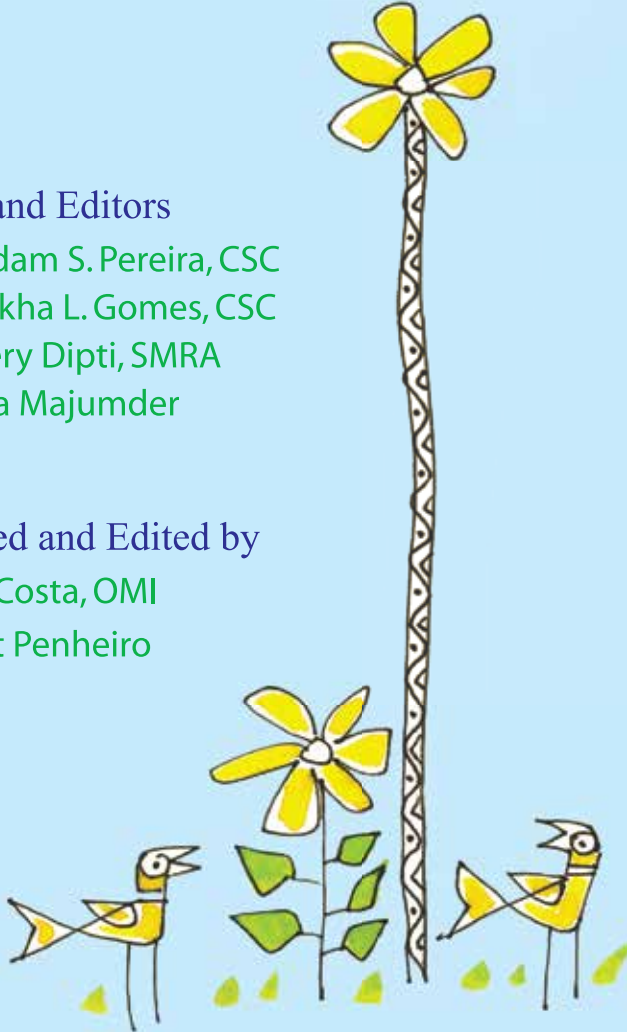 and Editors
dam S. Pereira, CSC
kha L. Gomes, CSC
ery Dipti, SMRA
a Majumder
ed and Edited by
Costa, OMI
t Penheiro